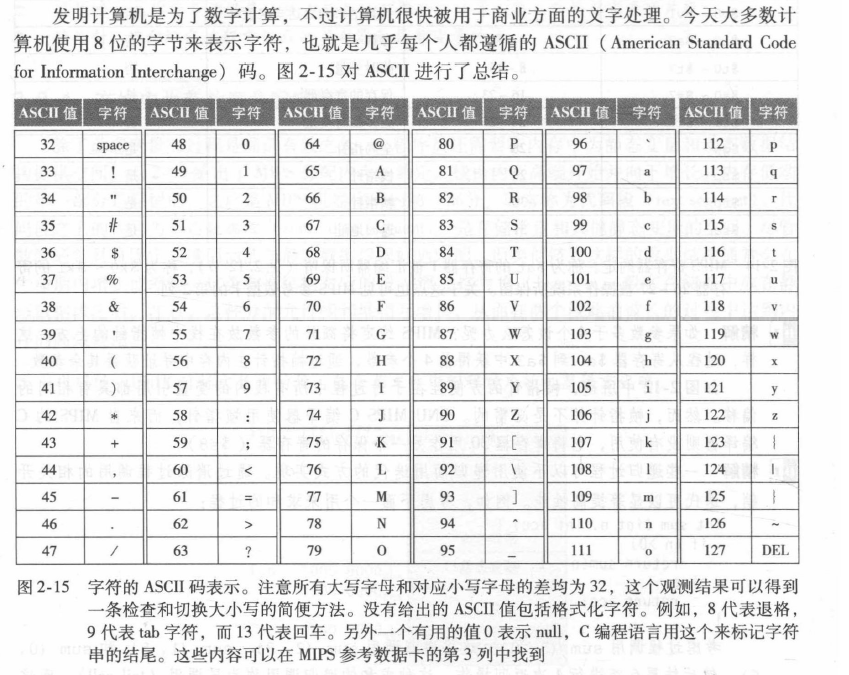 发明计算机是为了数字计算，不过计算机很快被用于商业方面的文字处理。今天大多数计
算机使用8位的字节来表示字符，也就是几乎每个人都遵循的 ASCII（American Standard Code
for Information Interchange）码。图 2-15 对 ASCII 进行了总结。
ASCII 值 字符 ASCII 值 字符 ASCII 值 字符 ASCII 值 字符 ASCII 值 字符 ASCII 值 字符
32 space 48 0 64 @ 80 P 96 ` 112 p
33 ! 49 1 65 A 81 Q 97 a 113 q
34 " 50 2 66 B 82 R 98 b 114 r
35 # 51 3 67 C 83 S 99 c 115 s
36 $ 52 4 68 D 84 T 100 d 116 t
37 % 53 5 69 E 85 U 101 e 117 u
38 & 54 6 70 F 86 V 102 f 118 v
39 ' 55 7 71 G 87 W 103 g 119 w
40 ( 56 8 72 H 88 X 104 h 120 x
41 ) 57 9 73 I 89 Y 105 i 121 y
42 * 58 : 74 J 90 Z 106 j 122 z
43 + 59 ; 75 K 91 [ 107 k 123 {
44 , 60 < 76 L 92 \ 108 l 124 |
45 - 61 = 77 M 93 ] 109 m 125 }
46 . 62 > 78 N 94 ^ 110 n 126 ~
47 / 63 ? 79 O 95 _ 111 o 127 DEL
图 2-15 字符的 ASCII 码表示。注意所有大写字母和对应小写字母的差均为 32，这个观测结果可以得到
一条检查和切换大小写的简便方法。没有给出的 ASCII 值包括格式化字符。例如，8 代表退格，
9 代表 tab 字符，而 13 代表回车。另外一个有用的值 0 表示 null，C 编程语言用这个来标记字符
串的结尾。这些内容可以在 MIPS 参考数据卡的第 3 列中找到